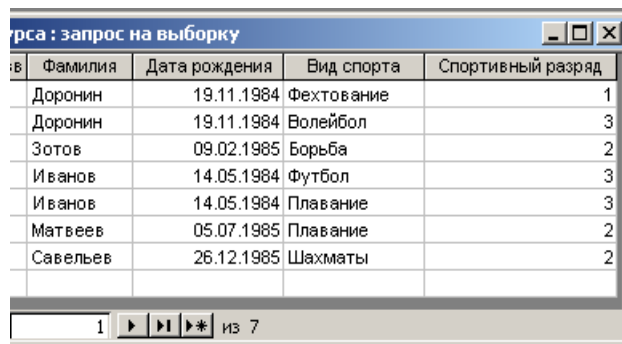 рса : запрос на выборку
Фамилия Дата рождения Вид спорта Спортивный разряд
Доронин 19.11.1984 Фехтование 1
Доронин 19.11.1984 Волейбол 3
Зотов 09.02.1985 Борьба 2
Иванов 14.05.1984 Футбол 3
Иванов 14.05.1984 Плавание 3
Матвеев 05.07.1985 Плавание 2
Савельев 26.12.1985 Шахматы 2
1 из 7